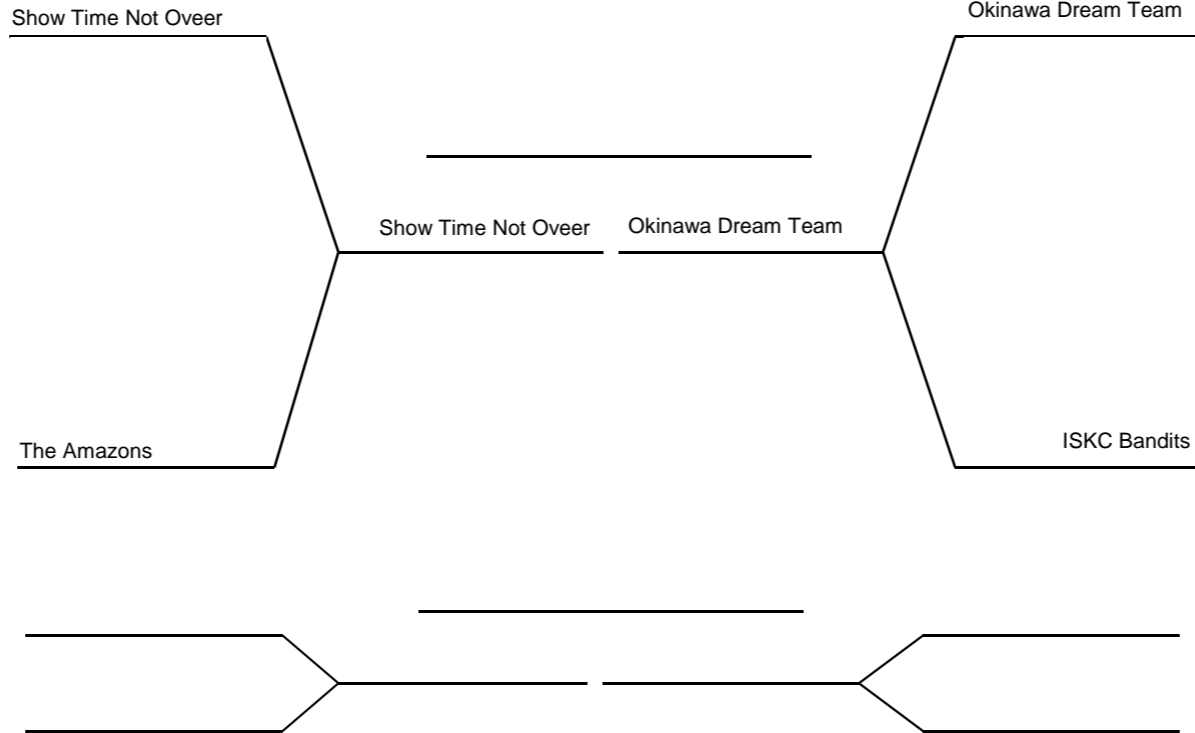 Show Time Not Oveer
Okinawa Dream Team
Show Time Not Oveer
Okinawa Dream Team
The Amazons
ISKC Bandits